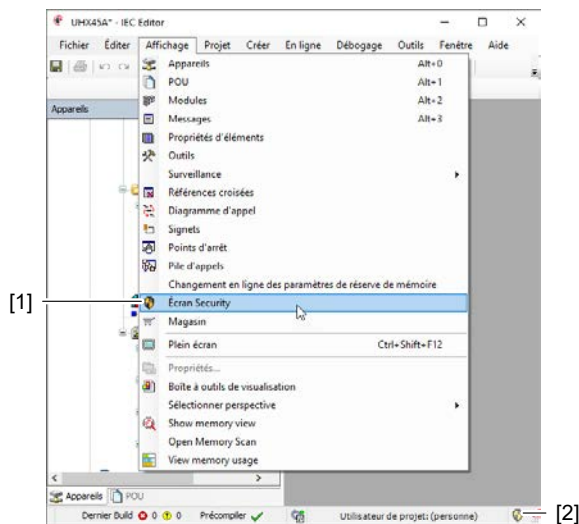 UHX45A* - IEC Editor
Fichier Éditer Affichage Projet Créer En ligne Débogage Outils Fenêtre Aide
Appareils Alt+0
POU Alt+1
Modules Alt+2
Appareils
Messages Alt+3
Propriétés d'éléments
Outils
Surveillance
Références croisées
Diagramme d'appel
Signets
Points d'arrêt
Pile d'appels
Changement en ligne des paramètres de réserve de mémoire
[1] Écran Security
Magasin
Plein écran Ctrl+Shift+F12
Propriétés...
Boîte à outils de visualisation
Sélectionner perspective
Show memory view
Open Memory Scan
View memory usage
Appareils POU
Dernier Build 0 0 Précompiler Utilisateur de projet: (personne) [2]